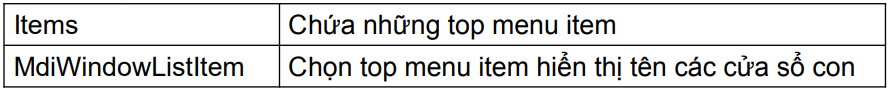 Items Chứa những top menu item
MdiWindowListItem Chọn top menu item hiển thị tên các cửa sổ con